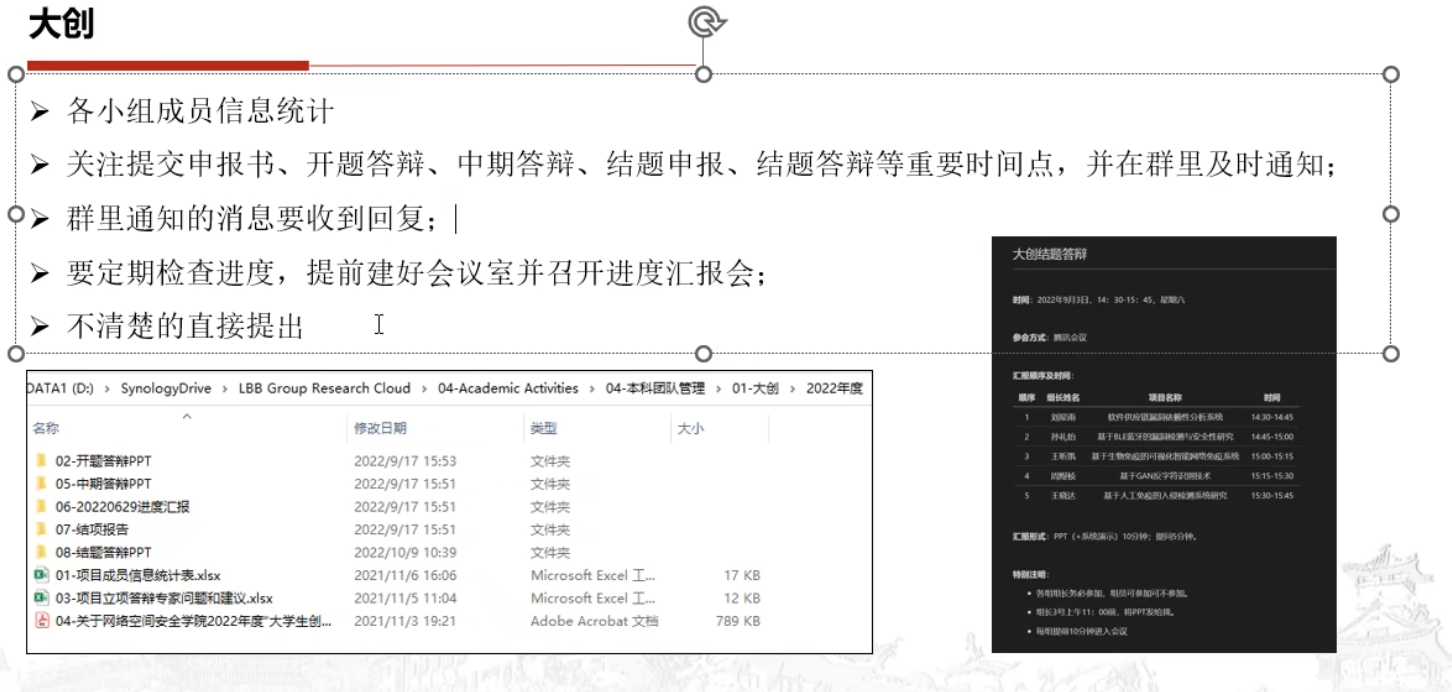 大创
➤ 各小组成员信息统计
➤ 关注提交申报书、开题答辩、中期答辩、结题申报、结题答辩等重要时间点，并在群里及时通知；
➤ 群里通知的消息要收到回复；
➤ 要定期检查进度，提前建好会议室并召开进度汇报会；
➤ 不清楚的直接提出
DATA1 (D:) › SynologyDrive › LBB Group Research Cloud › 04-Academic Activities › 04-本科团队管理 › 01-大创 › 2022年度
名称 修改日期 类型 大小
02-开题答辩PPT 2022/9/17 15:53 文件夹
05-中期答辩PPT 2022/9/17 15:51 文件夹
06-20220629进度汇报 2022/9/17 15:51 文件夹
07-结项报告 2022/9/17 15:51 文件夹
08-结题答辩PPT 2022/10/9 10:39 文件夹
01-项目成员信息统计表.xlsx 2021/11/6 16:06 Microsoft Excel 工... 17 KB
03-项目立项答辩专家问题和建议.xlsx 2021/11/5 11:04 Microsoft Excel 工... 12 KB
04-关于网络空间安全学院2022年度“大学生创... 2021/11/3 19:21 Adobe Acrobat 文档 789 KB
大创结题答辩
时间：2022年9月3日，14：30-15：45，星期六
参会方式：腾讯会议
汇报顺序及时间：
顺序 组长姓名 项目名称 时间
1 软件供应链漏洞依赖性分析系统 14:30-14:45
2 孙礼怡 基于BLE蓝牙的漏洞检测与安全性研究 14:45-15:00
3 王昕凯 基于生物免疫的可视化智能网络免疫系统 15:00-15:15
4 基于GAN反字符识别技术 15:15-15:30
5 王晓达 基于人工免疫的入侵检测系统研究 15:30-15:45
汇报形式：PPT（+系统演示）10分钟；提问5分钟。
特别注明：
• 各组组长务必参加，组员可参加可不参加。
• 组长3号上午11：00前，将PPT发给我。
• 每组提前10分钟进入会议